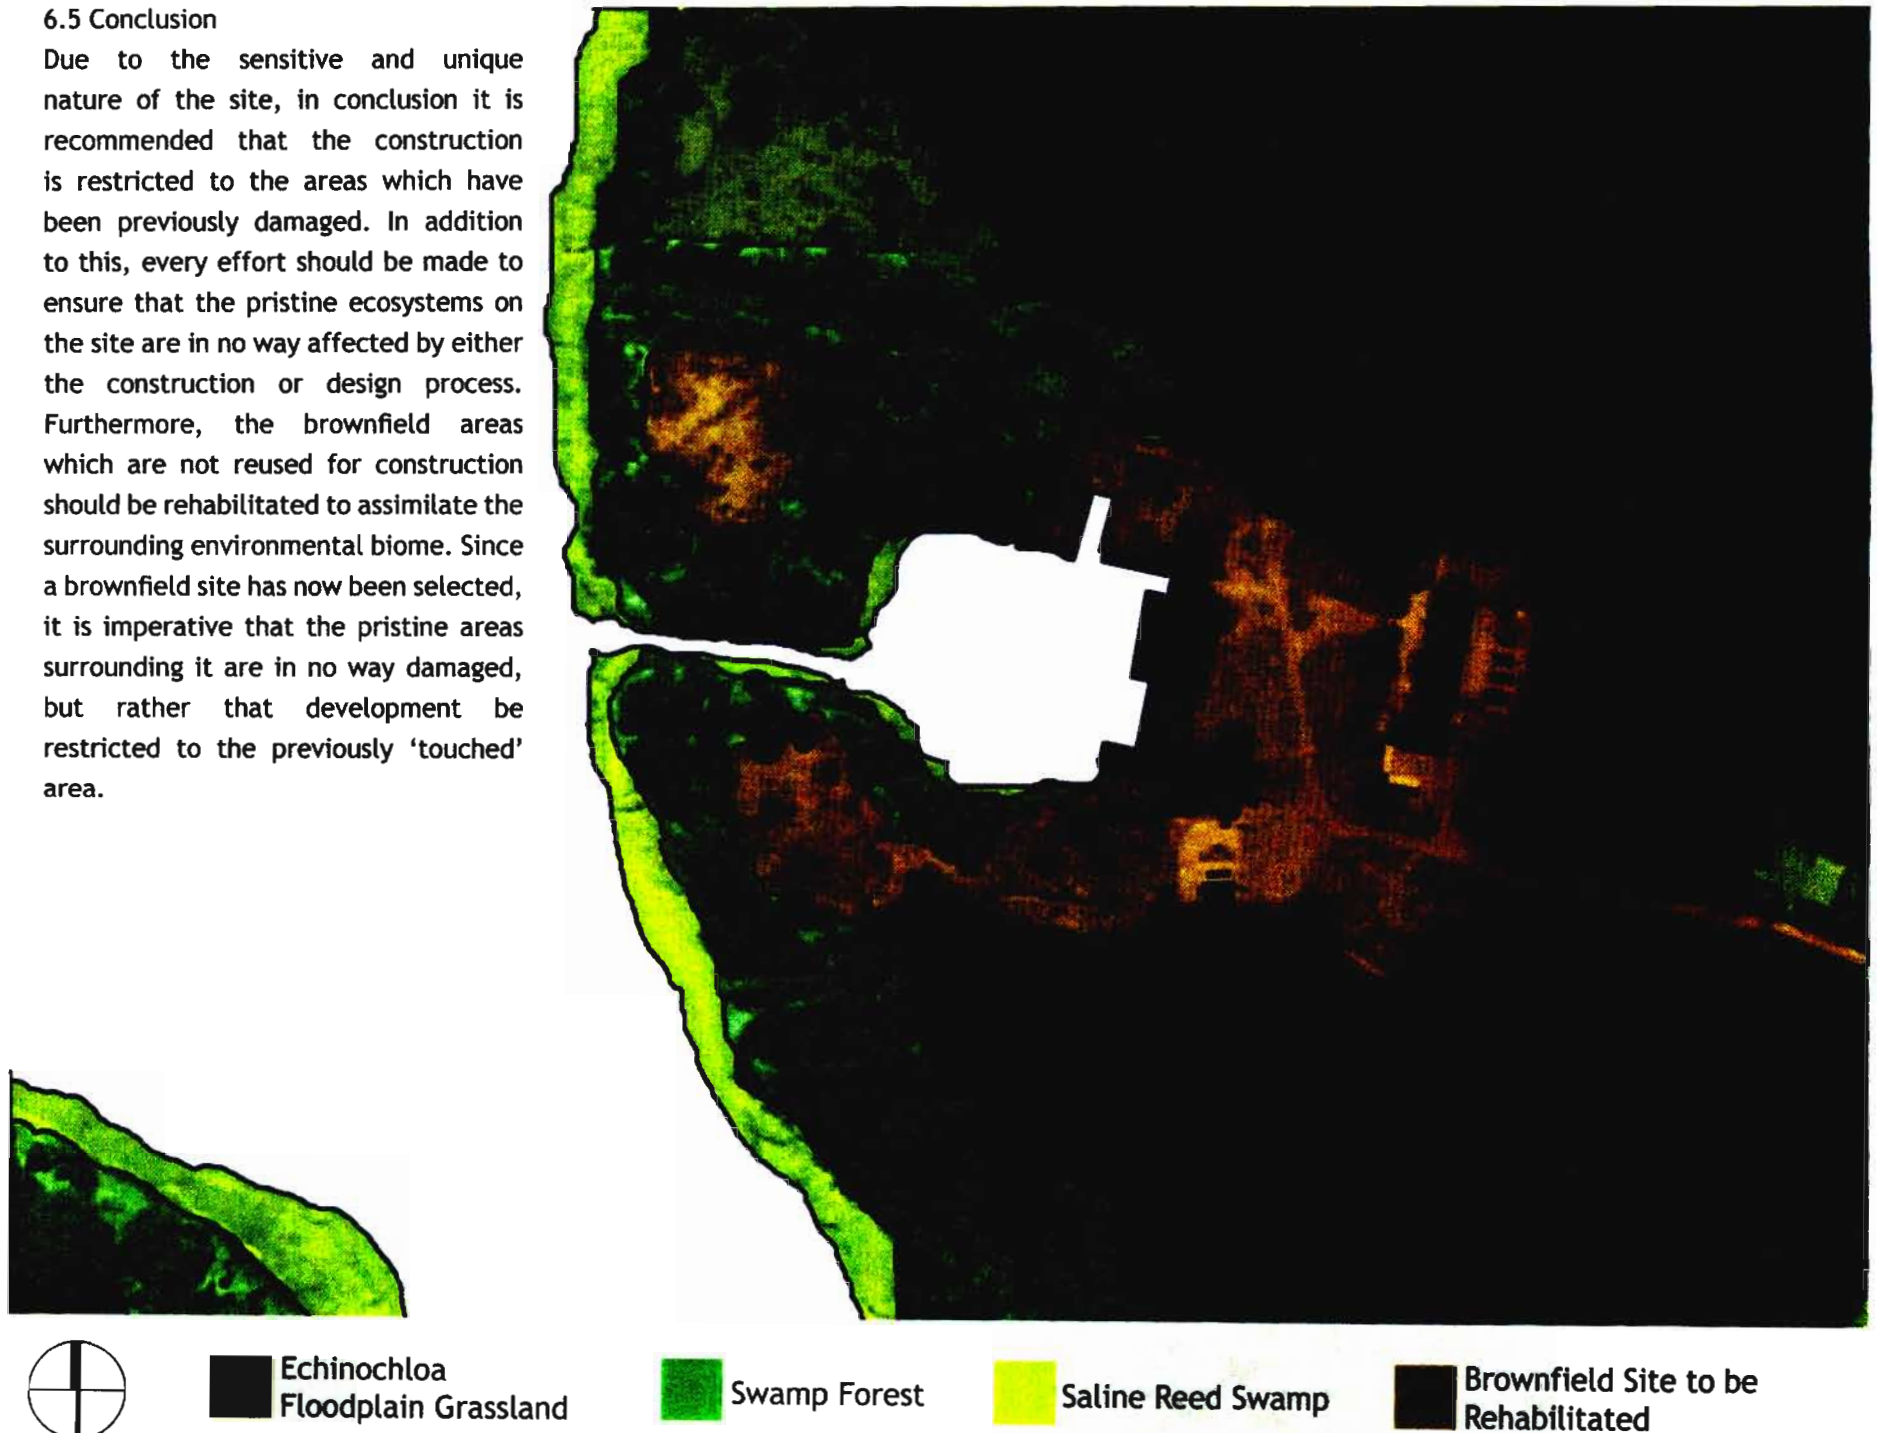 6.5 Conclusion
Due to the sensitive and unique
nature of the site, in conclusion it is
recommended that the construction
is restricted to the areas which have
been previously damaged. In addition
to this, every effort should be made to
ensure that the pristine ecosystems on
the site are in no way affected by either
the construction or design process.
Furthermore, the brownfield areas
which are not reused for construction
should be rehabilitated to assimilate the
surrounding environmental biome. Since
a brownfield site has now been selected,
it is imperative that the pristine areas
surrounding it are in no way damaged,
but rather that development be
restricted to the previously ‘touched’
area.
Echinochloa
Floodplain Grassland
Swamp Forest
Saline Reed Swamp
Brownfield Site to be
Rehabilitated